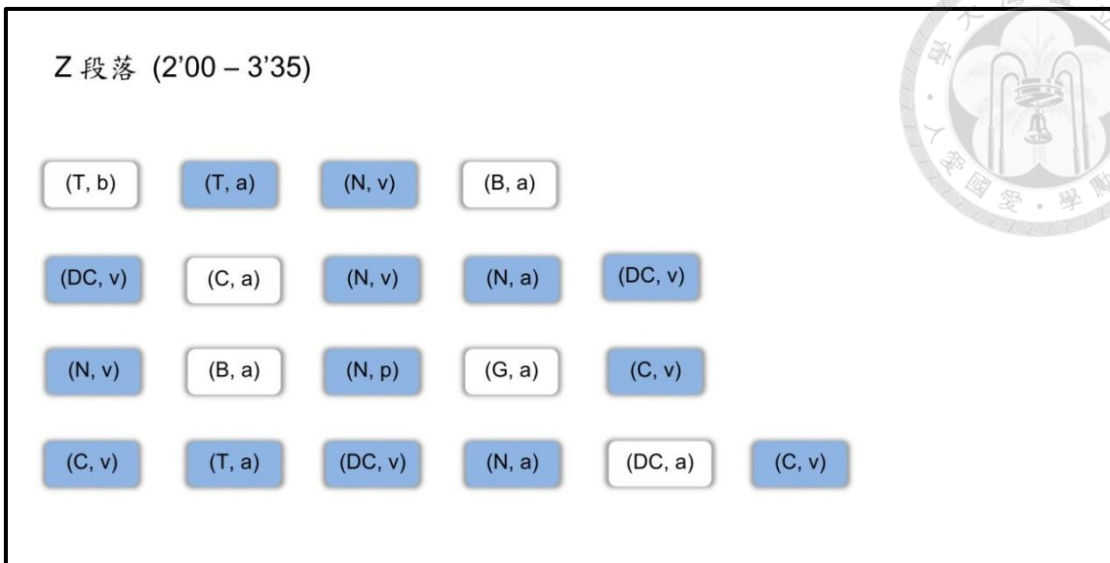 Z 段落 (2’00 – 3’35)
(T, b) (T, a) (N, v) (B, a)
(DC, v) (C, a) (N, v) (N, a) (DC, v)
(N, v) (B, a) (N, p) (G, a) (C, v)
(C, v) (T, a) (DC, v) (N, a) (DC, a) (C, v)